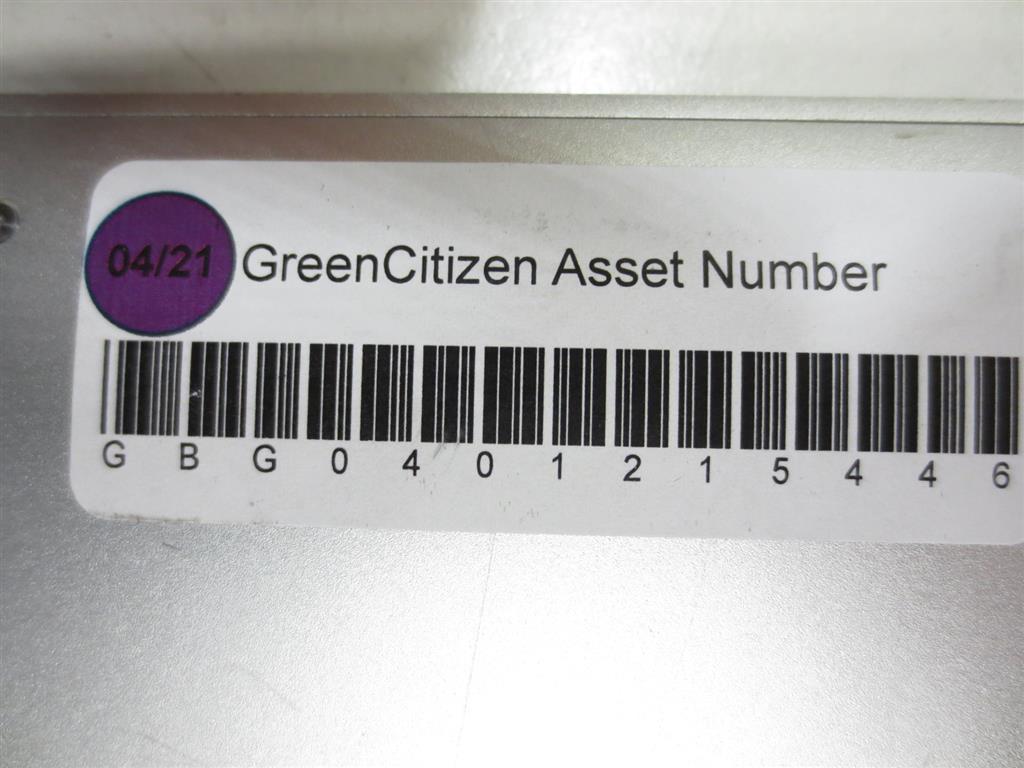 04/21 GreenCitizen Asset Number
G B G 0 4 0 1 2 1 5 4 4 6